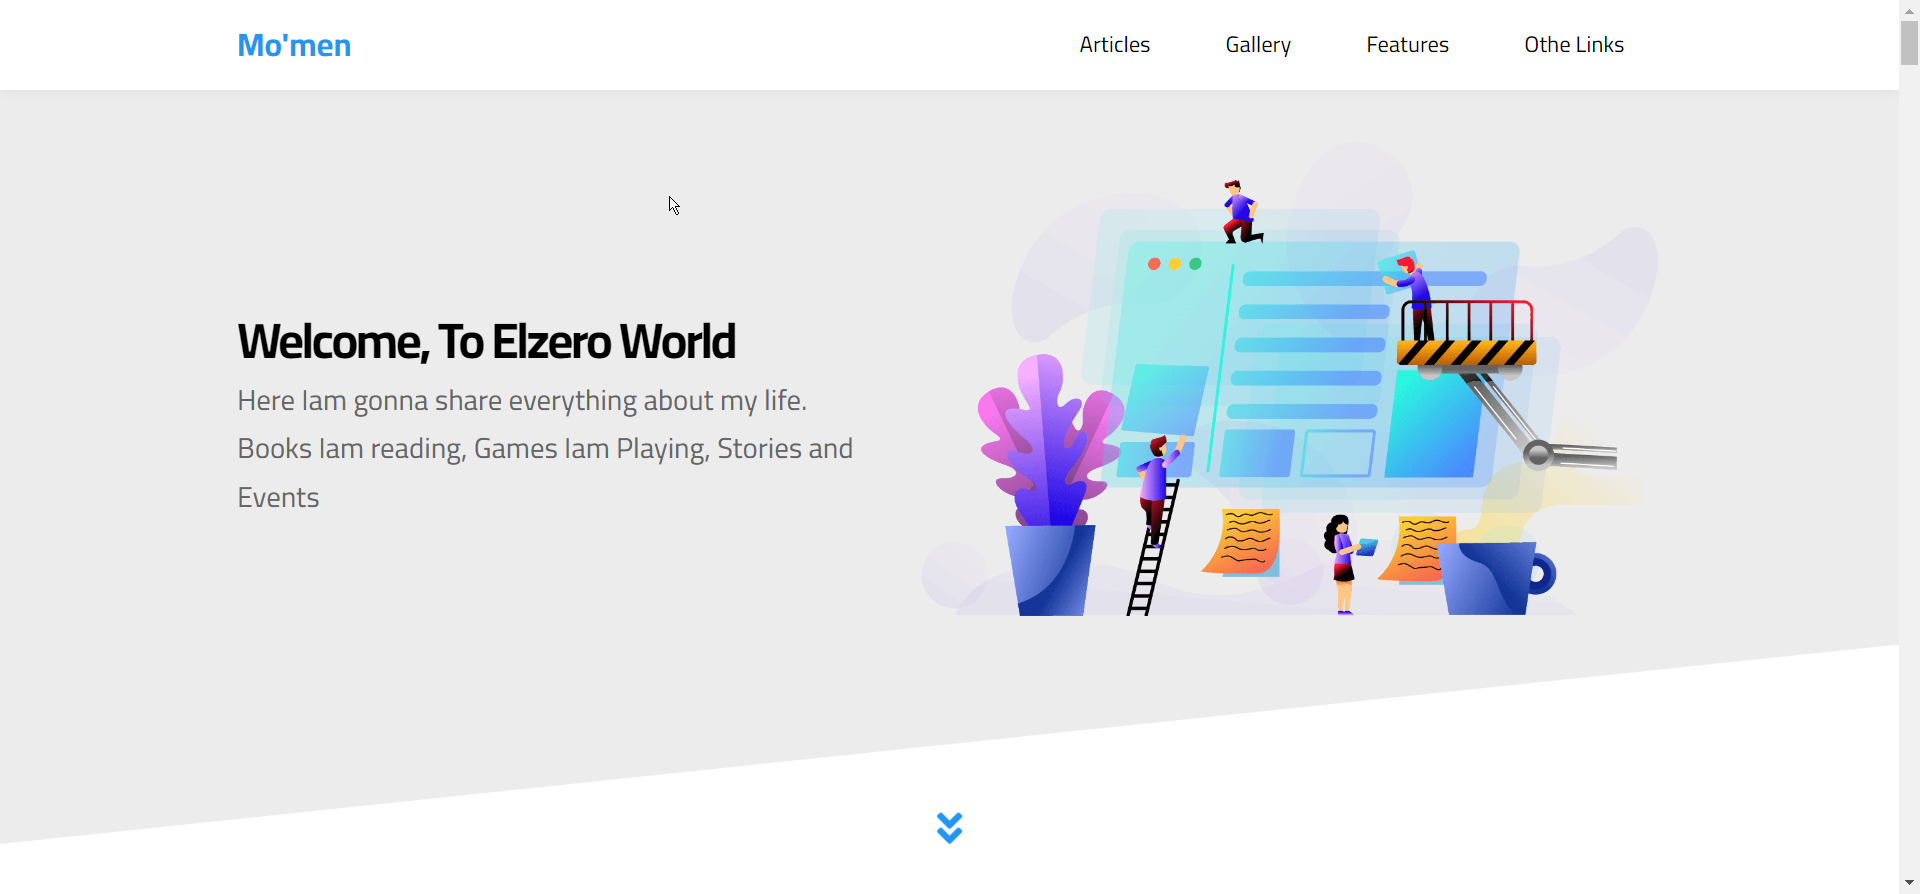 Mo'men
Articles
Gallery
Features
Othe Links
Welcome, To Elzero World
Here Iam gonna share everything about my life.
Books Iam reading, Games Iam Playing, Stories and
Events